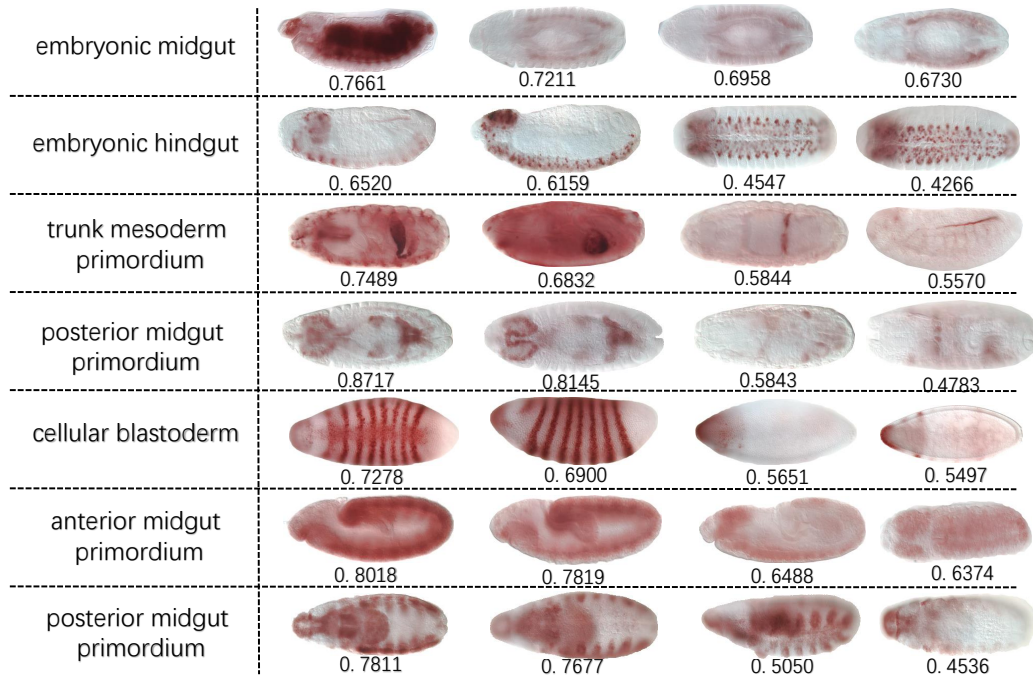 embryonic midgut
0.7661 0.7211 0.6958 0.6730
embryonic hindgut
0. 6520 0. 6159 0. 4547 0. 4266
trunk mesoderm
primordium
0.7489 0.6832 0.5844 0.5570
posterior midgut
primordium
0.8717 0.8145 0.5843 0.4783
cellular blastoderm
0. 7278 0. 6900 0. 5651 0. 5497
anterior midgut
primordium
0. 8018 0. 7819 0. 6488 0. 6374
posterior midgut
primordium
0. 7811 0. 7677 0. 5050 0. 4536